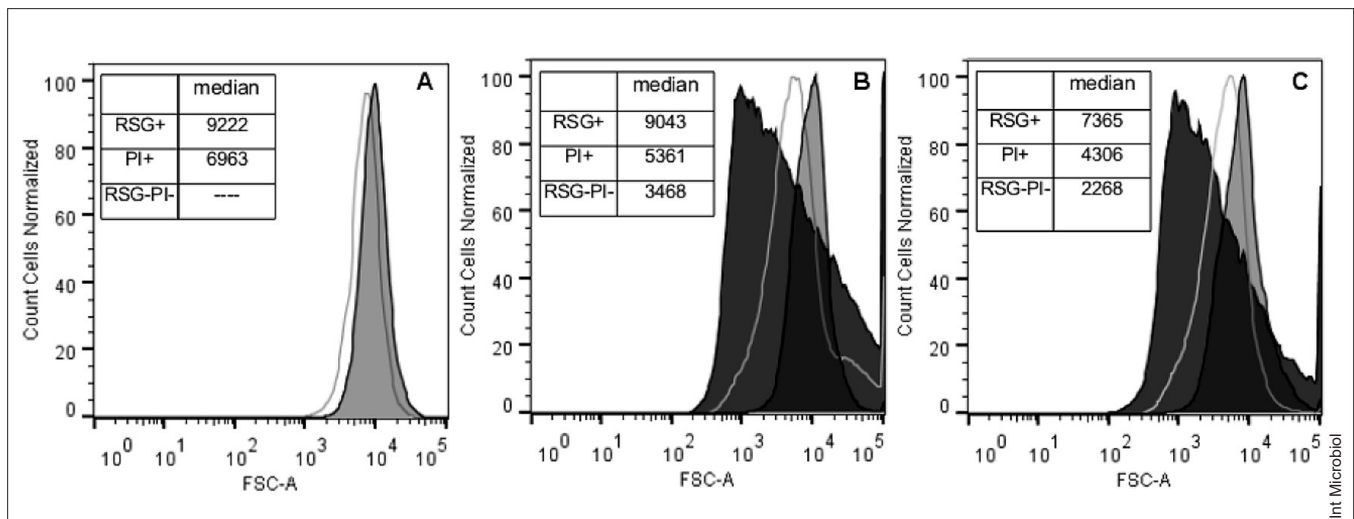 A
median
RSG+ 9222
PI+ 6963
RSG-PI- ----
Count Cells Normalized
100
80
60
40
20
0
10^0 10^1 10^2 10^3 10^4 10^5
FSC-A
B
median
RSG+ 9043
PI+ 5361
RSG-PI- 3468
Count Cells Normalized
100
80
60
40
20
0
10^0 10^1 10^2 10^3 10^4 10^5
FSC-A
C
median
RSG+ 7365
PI+ 4306
RSG-PI- 2268
Count Cells Normalized
100
80
60
40
20
0
10^0 10^1 10^2 10^3 10^4 10^5
FSC-A
Int Microbiol